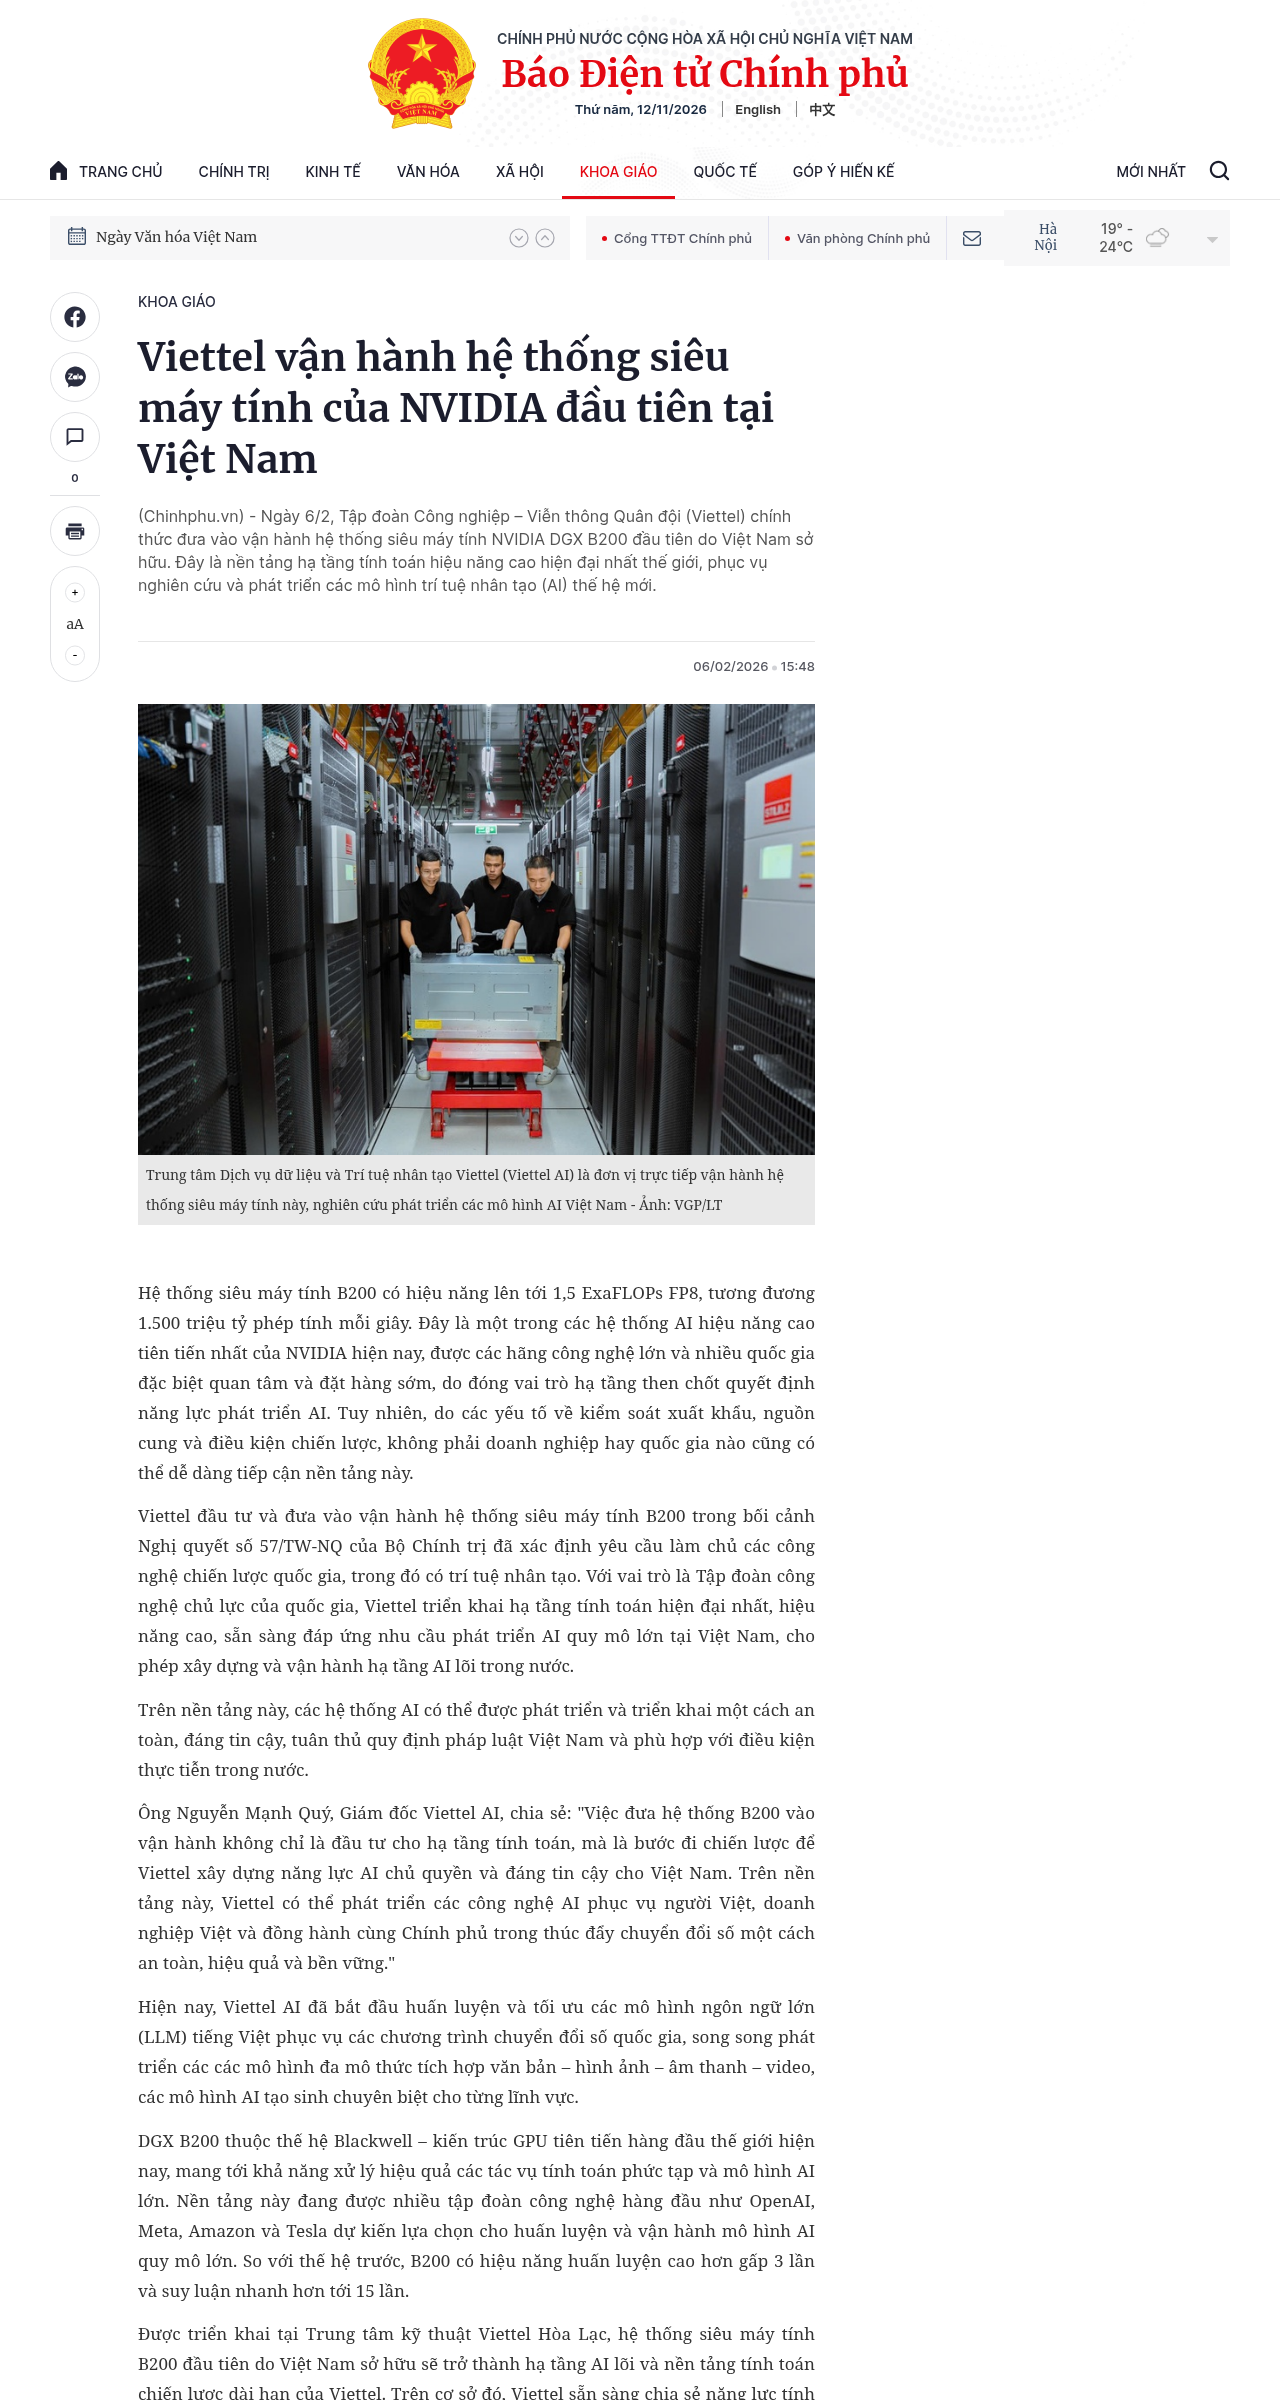 CHÍNH PHỦ NƯỚC CỘNG HÒA XÃ HỘI CHỦ NGHĨA VIỆT NAM
Báo Điện tử Chính phủ
Thứ năm, 12/11/2026
English
中文
VIỆT NAM
TRANG CHỦ
CHÍNH TRỊ
KINH TẾ
VĂN HÓA
XÃ HỘI
KHOA GIÁO
QUỐC TẾ
GÓP Ý HIẾN KẾ
MỚI NHẤT
Ngày Văn hóa Việt Nam
Cổng TTĐT Chính phủ
Văn phòng Chính phủ
Hà
Nội
19° -
24°C
Zalo
0
+
aA
-
KHOA GIÁO
Viettel vận hành hệ thống siêu
máy tính của NVIDIA đầu tiên tại
Việt Nam
(Chinhphu.vn) - Ngày 6/2, Tập đoàn Công nghiệp – Viễn thông Quân đội (Viettel) chính
thức đưa vào vận hành hệ thống siêu máy tính NVIDIA DGX B200 đầu tiên do Việt Nam sở
hữu. Đây là nền tảng hạ tầng tính toán hiệu năng cao hiện đại nhất thế giới, phục vụ
nghiên cứu và phát triển các mô hình trí tuệ nhân tạo (AI) thế hệ mới.
06/02/2026 15:48
STULZ
Trung tâm Dịch vụ dữ liệu và Trí tuệ nhân tạo Viettel (Viettel AI) là đơn vị trực tiếp vận hành hệ
thống siêu máy tính này, nghiên cứu phát triển các mô hình AI Việt Nam - Ảnh: VGP/LT
Hệ thống siêu máy tính B200 có hiệu năng lên tới 1,5 ExaFLOPs FP8, tương đương
1.500 triệu tỷ phép tính mỗi giây. Đây là một trong các hệ thống AI hiệu năng cao
tiên tiến nhất của NVIDIA hiện nay, được các hãng công nghệ lớn và nhiều quốc gia
đặc biệt quan tâm và đặt hàng sớm, do đóng vai trò hạ tầng then chốt quyết định
năng lực phát triển AI. Tuy nhiên, do các yếu tố về kiểm soát xuất khẩu, nguồn
cung và điều kiện chiến lược, không phải doanh nghiệp hay quốc gia nào cũng có
thể dễ dàng tiếp cận nền tảng này.
Viettel đầu tư và đưa vào vận hành hệ thống siêu máy tính B200 trong bối cảnh
Nghị quyết số 57/TW-NQ của Bộ Chính trị đã xác định yêu cầu làm chủ các công
nghệ chiến lược quốc gia, trong đó có trí tuệ nhân tạo. Với vai trò là Tập đoàn công
nghệ chủ lực của quốc gia, Viettel triển khai hạ tầng tính toán hiện đại nhất, hiệu
năng cao, sẵn sàng đáp ứng nhu cầu phát triển AI quy mô lớn tại Việt Nam, cho
phép xây dựng và vận hành hạ tầng AI lõi trong nước.
Trên nền tảng này, các hệ thống AI có thể được phát triển và triển khai một cách an
toàn, đáng tin cậy, tuân thủ quy định pháp luật Việt Nam và phù hợp với điều kiện
thực tiễn trong nước.
Ông Nguyễn Mạnh Quý, Giám đốc Viettel AI, chia sẻ: "Việc đưa hệ thống B200 vào
vận hành không chỉ là đầu tư cho hạ tầng tính toán, mà là bước đi chiến lược để
Viettel xây dựng năng lực AI chủ quyền và đáng tin cậy cho Việt Nam. Trên nền
tảng này, Viettel có thể phát triển các công nghệ AI phục vụ người Việt, doanh
nghiệp Việt và đồng hành cùng Chính phủ trong thúc đẩy chuyển đổi số một cách
an toàn, hiệu quả và bền vững."
Hiện nay, Viettel AI đã bắt đầu huấn luyện và tối ưu các mô hình ngôn ngữ lớn
(LLM) tiếng Việt phục vụ các chương trình chuyển đổi số quốc gia, song song phát
triển các các mô hình đa mô thức tích hợp văn bản – hình ảnh – âm thanh – video,
các mô hình AI tạo sinh chuyên biệt cho từng lĩnh vực.
DGX B200 thuộc thế hệ Blackwell – kiến trúc GPU tiên tiến hàng đầu thế giới hiện
nay, mang tới khả năng xử lý hiệu quả các tác vụ tính toán phức tạp và mô hình AI
lớn. Nền tảng này đang được nhiều tập đoàn công nghệ hàng đầu như OpenAI,
Meta, Amazon và Tesla dự kiến lựa chọn cho huấn luyện và vận hành mô hình AI
quy mô lớn. So với thế hệ trước, B200 có hiệu năng huấn luyện cao hơn gấp 3 lần
và suy luận nhanh hơn tới 15 lần.
Được triển khai tại Trung tâm kỹ thuật Viettel Hòa Lạc, hệ thống siêu máy tính
B200 đầu tiên do Việt Nam sở hữu sẽ trở thành hạ tầng AI lõi và nền tảng tính toán
chiến lược dài hạn của Viettel. Trên cơ sở đó, Viettel sẵn sàng chia sẻ năng lực tính